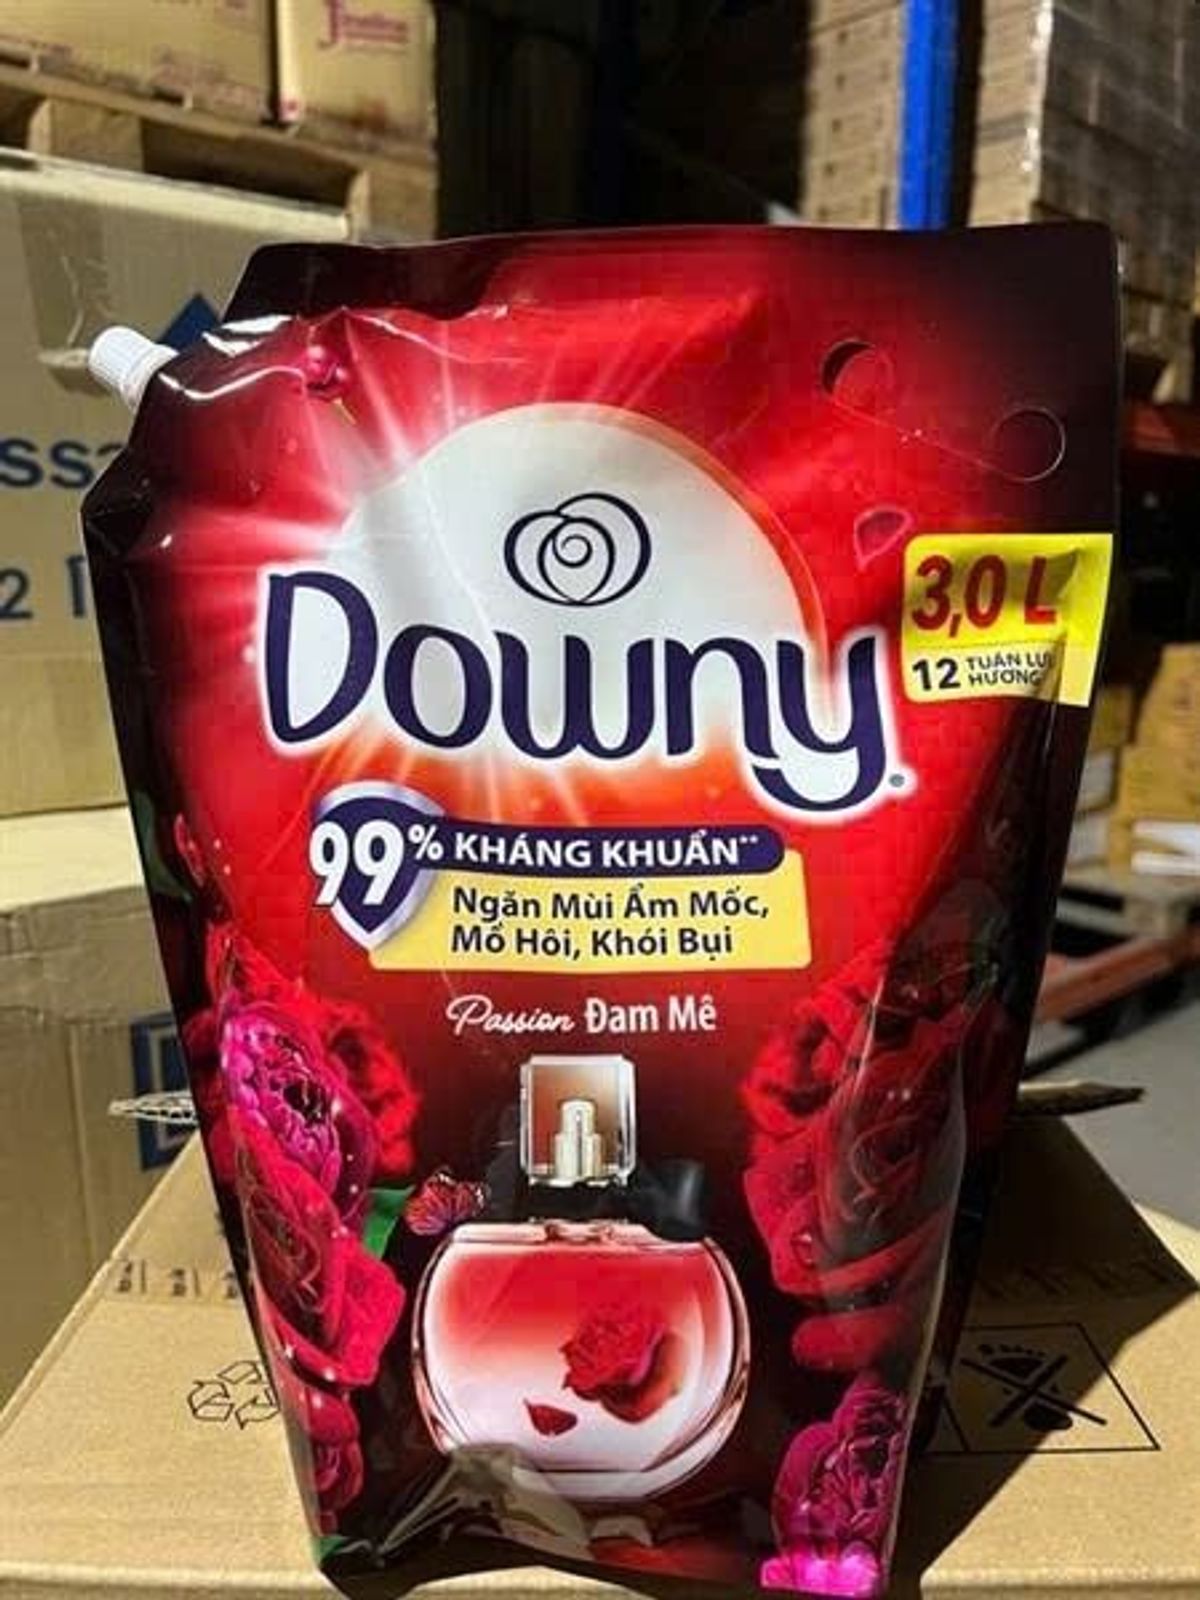 Downy
3,0 L
12 TUẦN LƯU
HƯƠNG
99% KHÁNG KHUẨN**
Ngăn Mùi Ẩm Mốc,
Mồ Hôi, Khói Bụi
Passion Đam Mê